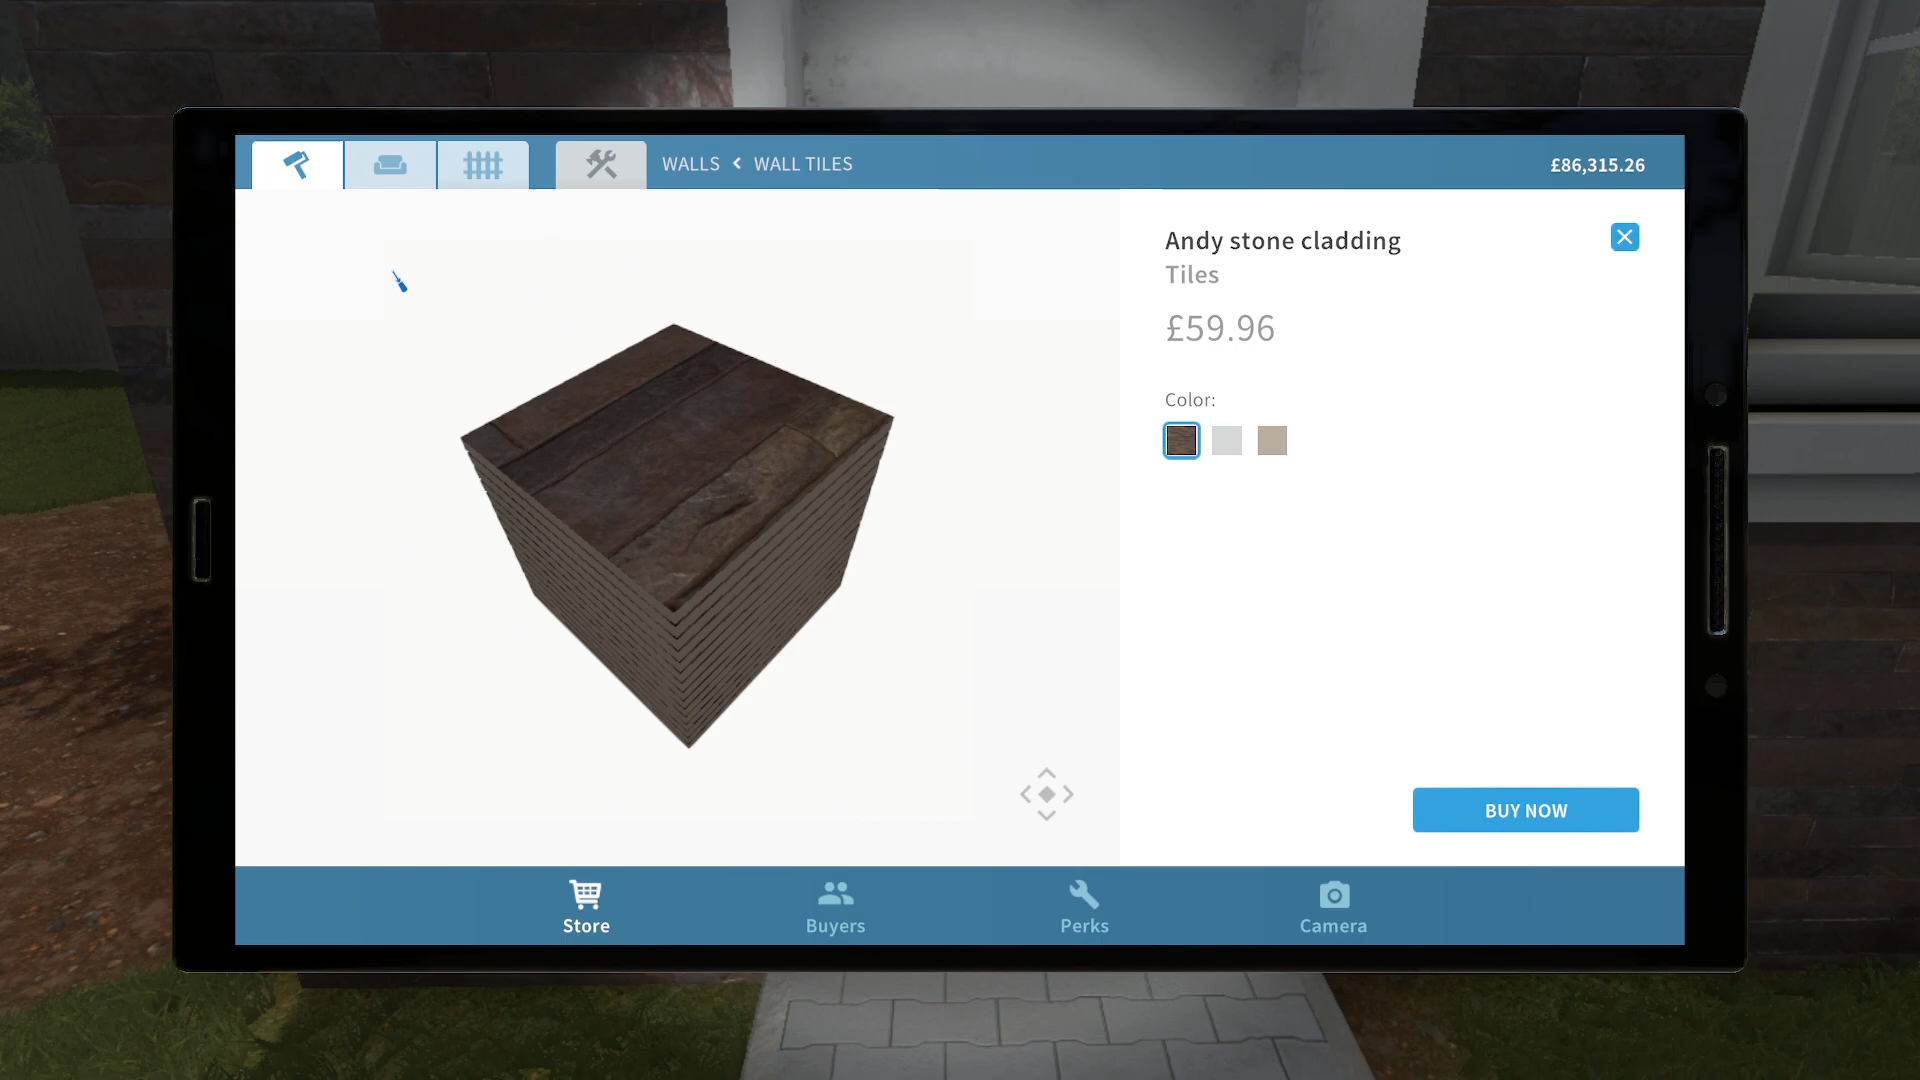 WALLS < WALL TILES
£86,315.26
Andy stone cladding
Tiles
£59.96
Color:
BUY NOW
Store
Buyers
Perks
Camera